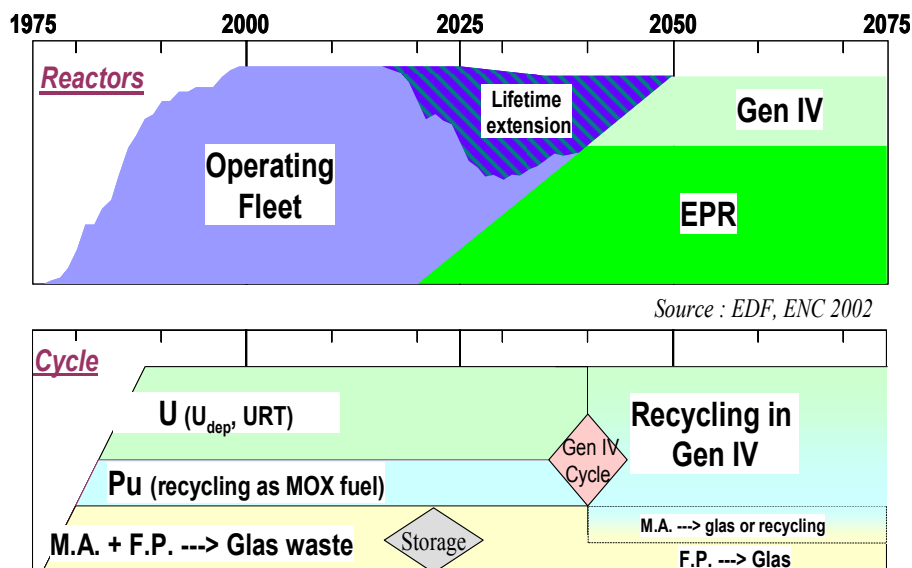 1975 2000 2025 2050 2075
Reactors
Lifetime
extension
Gen IV
Operating
Fleet
EPR
Source : EDF, ENC 2002
Cycle
U (Udep, URT)
Recycling in
Gen IV
Gen IV
Cycle
Pu (recycling as MOX fuel)
M.A. ---> glass or recycling
M.A. + F.P. ---> Glas waste
Storage
F.P. ---> Glas